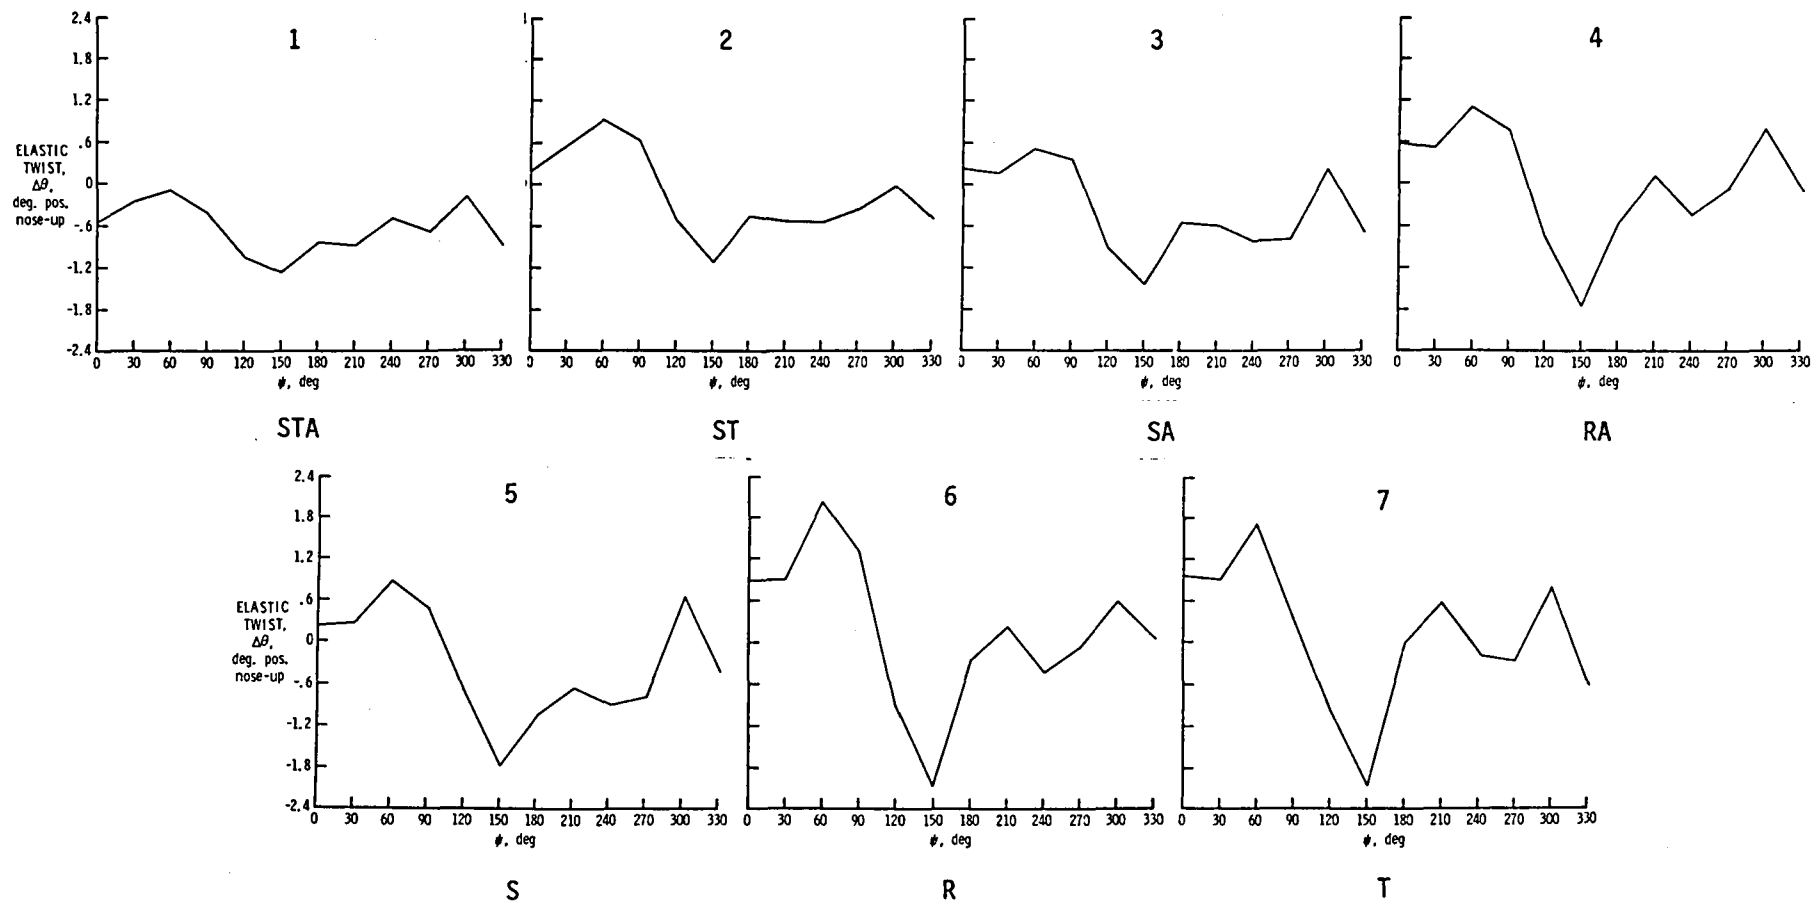 1
2.4
1.8
1.2
.6
0
-.6
-1.2
-1.8
-2.4
ELASTIC
TWIST,
Δθ,
deg. pos.
nose-up
0 30 60 90 120 150 180 210 240 270 300 330
ψ, deg
STA
2
0 30 60 90 120 150 180 210 240 270 300 330
ψ, deg
ST
3
0 30 60 90 120 150 180 210 240 270 300 330
ψ, deg
SA
4
0 30 60 90 120 150 180 210 240 270 300 330
ψ, deg
RA
5
2.4
1.8
1.2
.6
0
-.6
-1.2
-1.8
-2.4
ELASTIC
TWIST,
Δθ,
deg. pos.
nose-up
0 30 60 90 120 150 180 210 240 270 300 330
ψ, deg
S
6
0 30 60 90 120 150 180 210 240 270 300 330
ψ, deg
R
7
0 30 60 90 120 150 180 210 240 270 300 330
ψ, deg
T